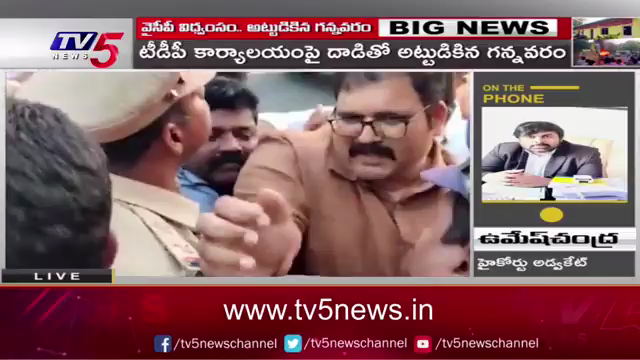 TV5
NEWS
వైసీపీ విధ్వంసం.. అట్టుడికిన గన్నవరం
BIG NEWS
టీడీపీ కార్యాలయంపై దాడితో అట్టుడికిన గన్నవరం
ON THE
PHONE
ఉమేష్‌చంద్ర
హైకోర్టు అడ్వకేట్
LIVE
www.tv5news.in
/tv5newschannel
/tv5newschannel
/tv5newschannel